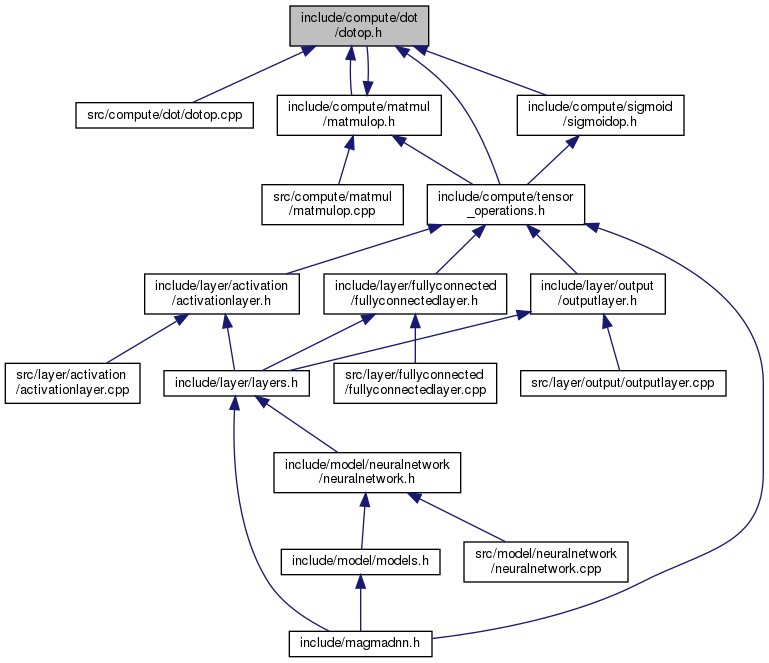 include/compute/dot
/dotop.h
src/compute/dot/dotop.cpp
include/compute/matmul
/matmulop.h
include/compute/sigmoid
/sigmoidop.h
src/compute/matmul
/matmulop.cpp
include/compute/tensor
_operations.h
include/layer/activation
/activationlayer.h
include/layer/fullyconnected
/fullyconnectedlayer.h
include/layer/output
/outputlayer.h
src/layer/activation
/activationlayer.cpp
include/layer/layers.h
src/layer/fullyconnected
/fullyconnectedlayer.cpp
src/layer/output/outputlayer.cpp
include/model/neuralnetwork
/neuralnetwork.h
include/model/models.h
src/model/neuralnetwork
/neuralnetwork.cpp
include/magmadnn.h